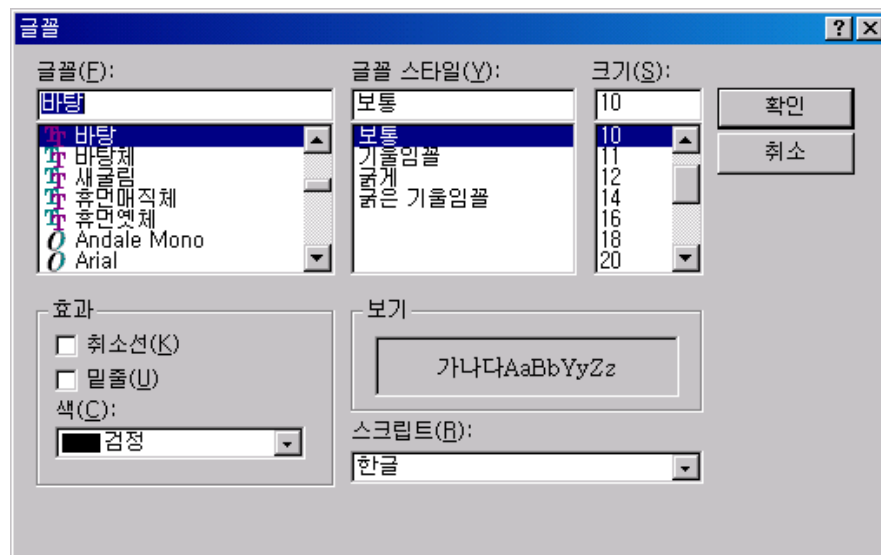 글꼴
글꼴(F):
바탕
바탕
바탕체
새굴림
휴먼매직체
휴먼옛체
Andale Mono
Arial
글꼴 스타일(Y):
보통
보통
기울임꼴
굵게
굵은 기울임꼴
크기(S):
10
10
11
12
14
16
18
20
확인
취소
효과
취소선(K)
밑줄(U)
색(C):
검정
보기
가나다AaBbYyZz
스크립트(R):
한글